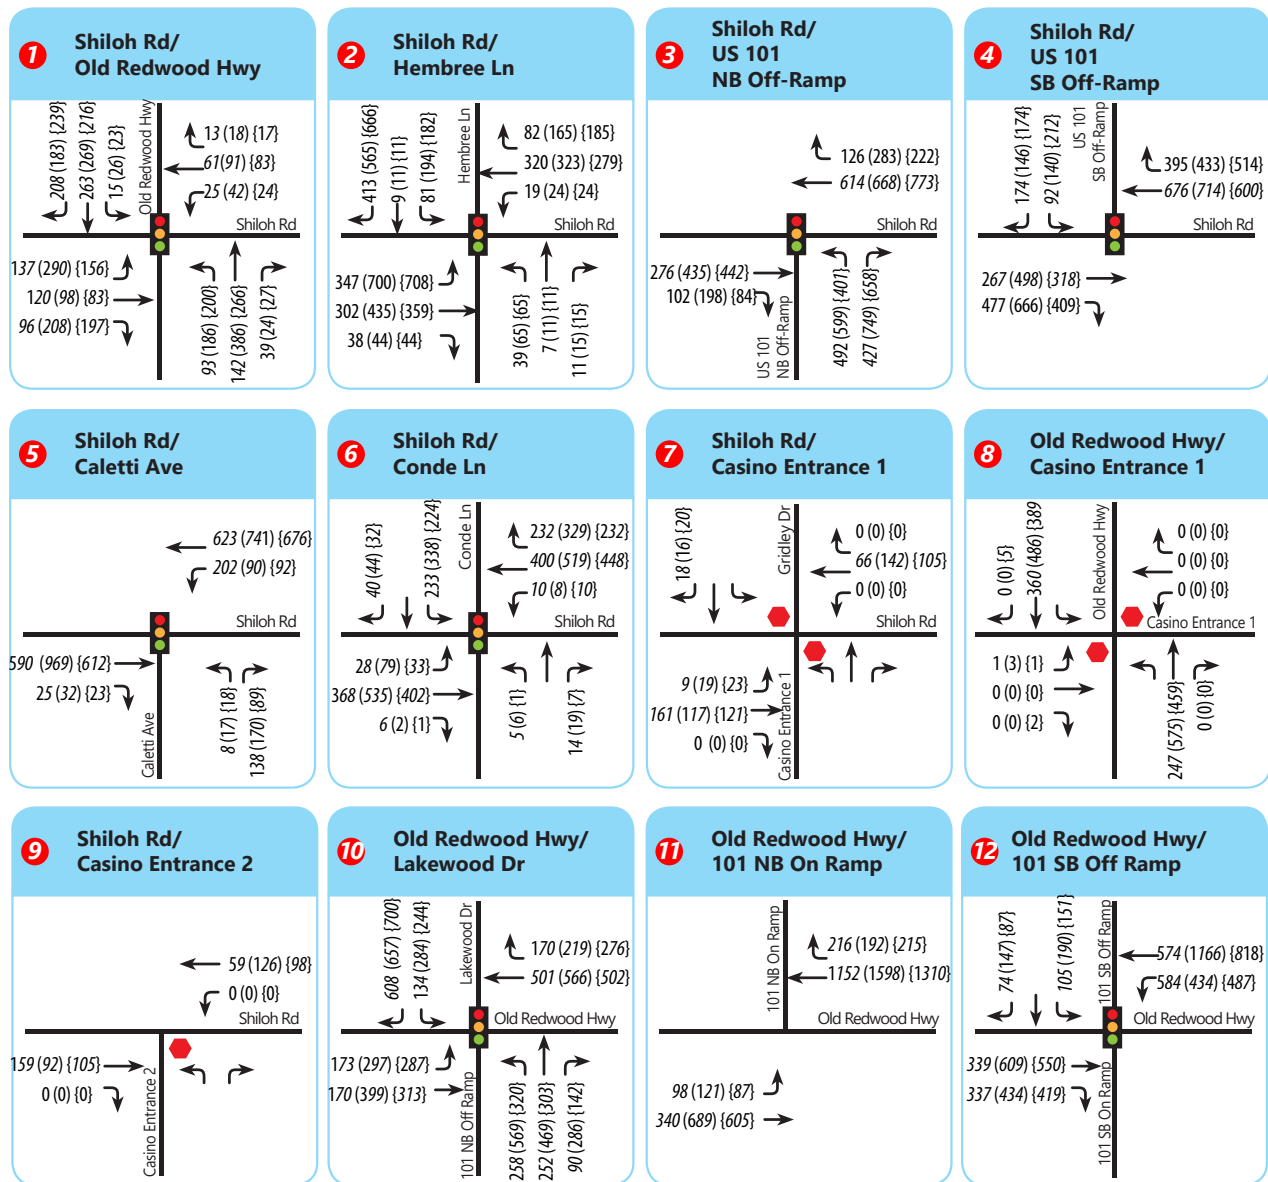 1
Shiloh Rd/
Old Redwood Hwy
208 (183) {239}
263 (269) {216}
15 (26) {23}
Old Redwood Hwy
13 (18) {17}
61(91) {83}
25 (42) {24}
Shiloh Rd
137 (290) {156}
120 (98) {83}
96 (208) {197}
93 (186) {200}
142 (386) {266}
39 (24) {27}
2
Shiloh Rd/
Hembree Ln
413 (565) {666}
9 (11) {11}
81 (194) {182}
Hembree Ln
82 (165) {185}
320 (323) {279}
19 (24) {24}
Shiloh Rd
347 (700) {708}
302 (435) {359}
38 (44) {44}
39 (65) {65}
7 (11) {11}
11 (15) {15}
3
Shiloh Rd/
US 101
NB Off-Ramp
126 (283) {222}
614 (668) {773}
Shiloh Rd
276 (435) {442}
102 (198) {84}
US 101
NB Off-Ramp
492 (599) {401}
427 (749) {658}
4
Shiloh Rd/
US 101
SB Off-Ramp
174 (146) {174}
92 (140) {212}
US 101
SB Off-Ramp
395 (433) {514}
676 (714) {600}
Shiloh Rd
267 (498) {318}
477 (666) {409}
5
Shiloh Rd/
Caletti Ave
623 (741) {676}
202 (90) {92}
Shiloh Rd
590 (969) {612}
25 (32) {23}
Caletti Ave
8 (17) {18}
138 (170) {89}
6
Shiloh Rd/
Conde Ln
40 (44) {32}
233 (338) {224}
Conde Ln
232 (329) {232}
400 (519) {448}
10 (8) {10}
Shiloh Rd
28 (79) {33}
368 (535) {402}
6 (2) {1}
5 (6) {1}
14 (19) {7}
7
Shiloh Rd/
Casino Entrance 1
18 (16) {20}
Gridley Dr
0 (0) {0}
66 (142) {105}
0 (0) {0}
Shiloh Rd
9 (19) {23}
161 (117) {121}
0 (0) {0}
Casino Entrance 1
8
Old Redwood Hwy/
Casino Entrance 1
0 (0) {5}
360 (486) {389
Old Redwood Hwy
0 (0) {0}
0 (0) {0}
0 (0) {0}
Casino Entrance 1
1 (3) {1}
0 (0) {0}
0 (0) {2}
247 (575) {459}
0 (0) {0}
9
Shiloh Rd/
Casino Entrance 2
59 (126) {98}
0 (0) {0}
Shiloh Rd
159 (92) {105}
0 (0) {0}
Casino Entrance 2
10
Old Redwood Hwy/
Lakewood Dr
608 (657) {700}
134 (284) {244}
Lakewood Dr
170 (219) {276}
501 (566) {502}
Old Redwood Hwy
173 (297) {287}
170 (399) {313}
101 NB Off Ramp
258 (569) {320}
252 (469) {303}
90 (286) {142}
11
Old Redwood Hwy/
101 NB On Ramp
101 NB On Ramp
216 (192) {215}
1152 (1598) {1310}
Old Redwood Hwy
98 (121) {87}
340 (689) {605}
12
Old Redwood Hwy/
101 SB Off Ramp
74 (147) {87}
105 (190) {151}
101 SB Off Ramp
574 (1166) {818}
584 (434) {487}
Old Redwood Hwy
339 (609) {550}
337 (434) {419}
101 SB On Ramp